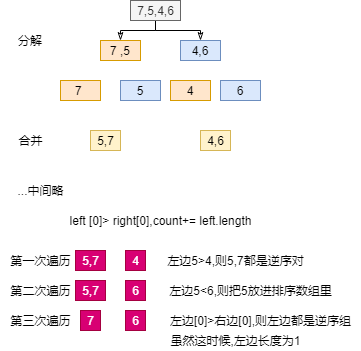 7,5,4,6
分解
7 ,5 4,6
7 5 4 6
合并 5,7 4,6
...中间略
left [0]> right[0],count+= left.length
第一次遍历 5,7 4 左边5>4,则5,7都是逆序对
第二次遍历 5,7 6 左边5<6,则把5放进排序数组里
第三次遍历 7 6 左边[0]>右边[0],则左边都是逆序组
虽然这时候,左边长度为1